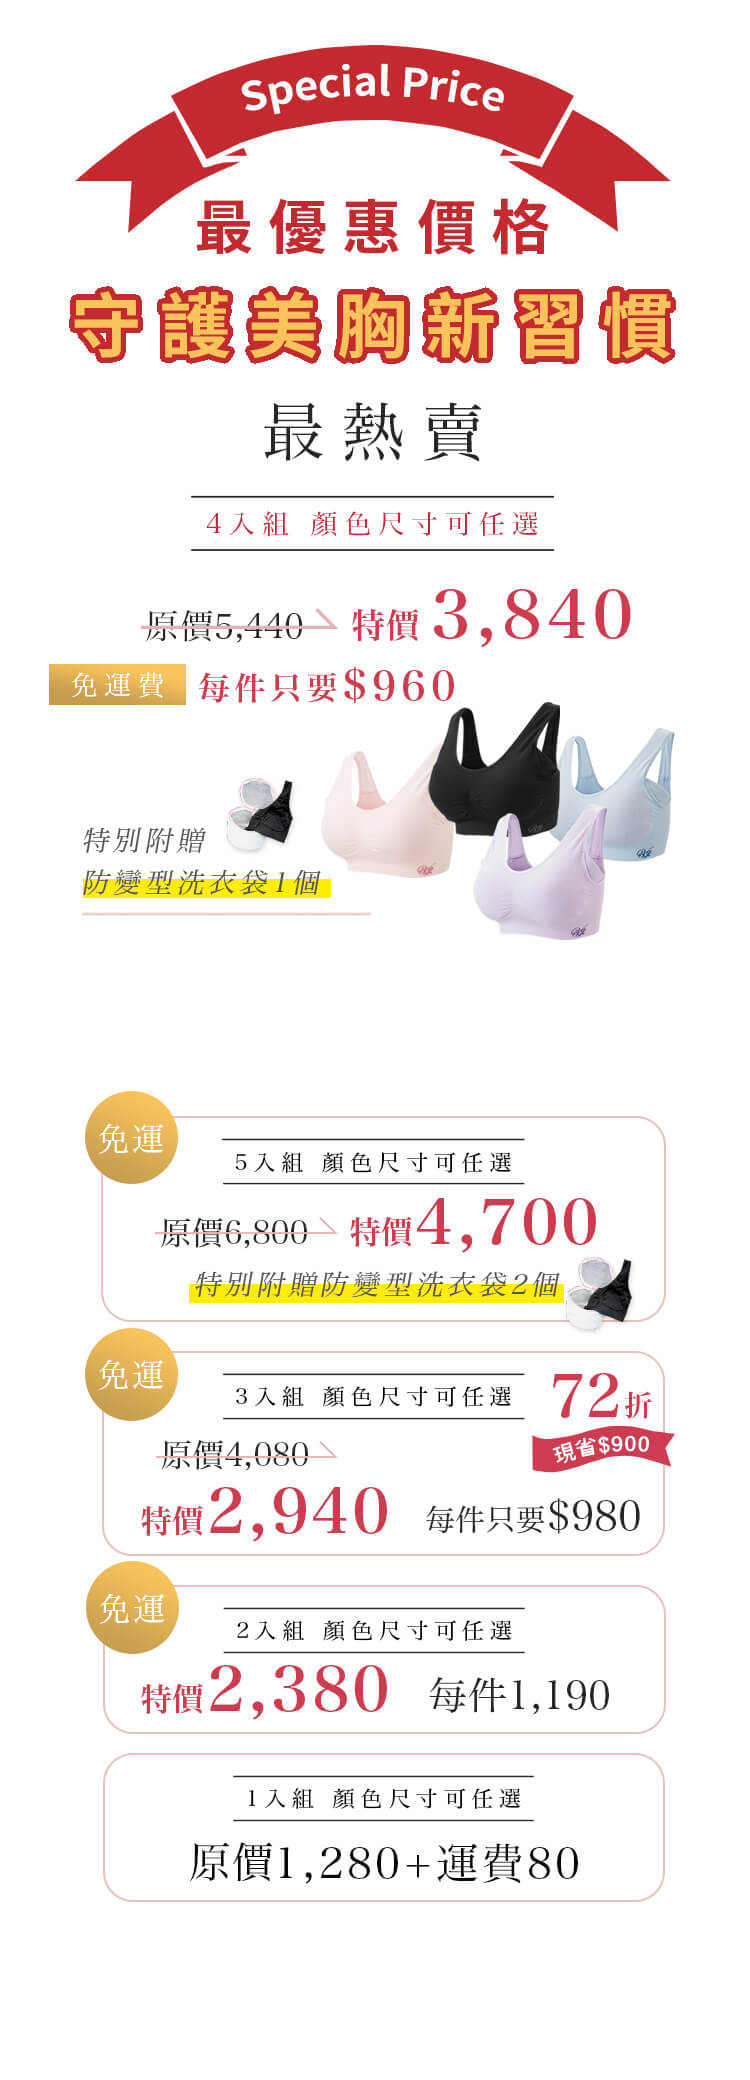 Special Price
最優惠價格
守護美胸新習慣
最熱賣
4入組 顏色尺寸可任選
原價5,440 特價3,840
免運費 每件只要$960
特別附贈
防變型洗衣袋1個
免運
5入組 顏色尺寸可任選
原價6,800 特價4,700
特別附贈防變型洗衣袋2個
免運
3入組 顏色尺寸可任選
72折
現省$900
原價4,080
特價2,940 每件只要$980
免運
2入組 顏色尺寸可任選
特價2,380 每件1,190
1入組 顏色尺寸可任選
原價1,280+運費80